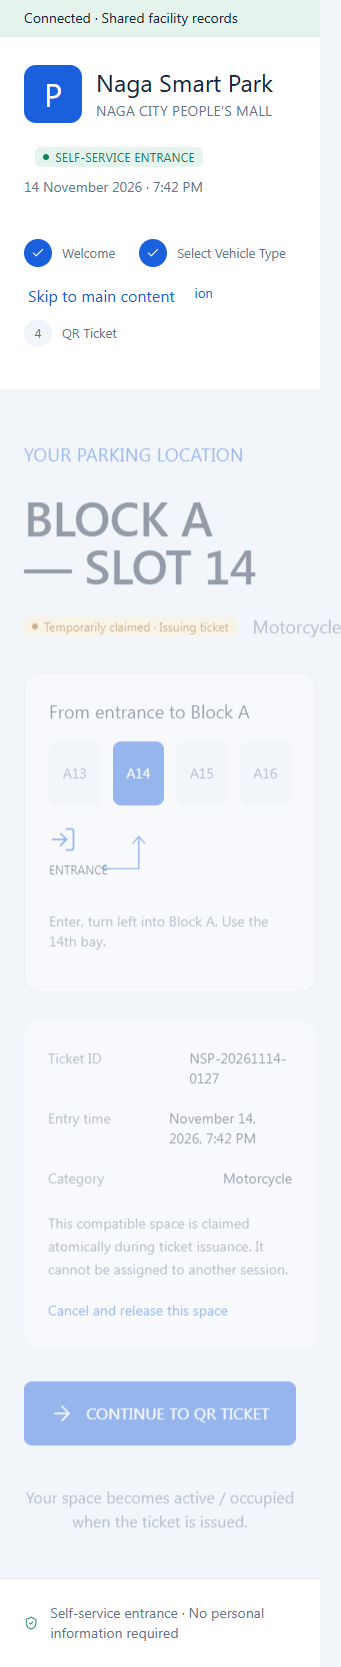 Connected · Shared facility records
P
Naga Smart Park
NAGA CITY PEOPLE'S MALL
SELF-SERVICE ENTRANCE
14 November 2026 · 7:42 PM
Welcome
Select Vehicle Type
Skip to main content
ion
4 QR Ticket
YOUR PARKING LOCATION
BLOCK A
— SLOT 14
Temporarily claimed · Issuing ticket
Motorcycle
From entrance to Block A
A13 A14 A15 A16
ENTRANCE
Enter, turn left into Block A. Use the
14th bay.
Ticket ID NSP-20261114-
0127
Entry time November 14,
2026, 7:42 PM
Category Motorcycle
This compatible space is claimed
atomically during ticket issuance. It
cannot be assigned to another session.
Cancel and release this space
CONTINUE TO QR TICKET
Your space becomes active / occupied
when the ticket is issued.
Self-service entrance · No personal
information required